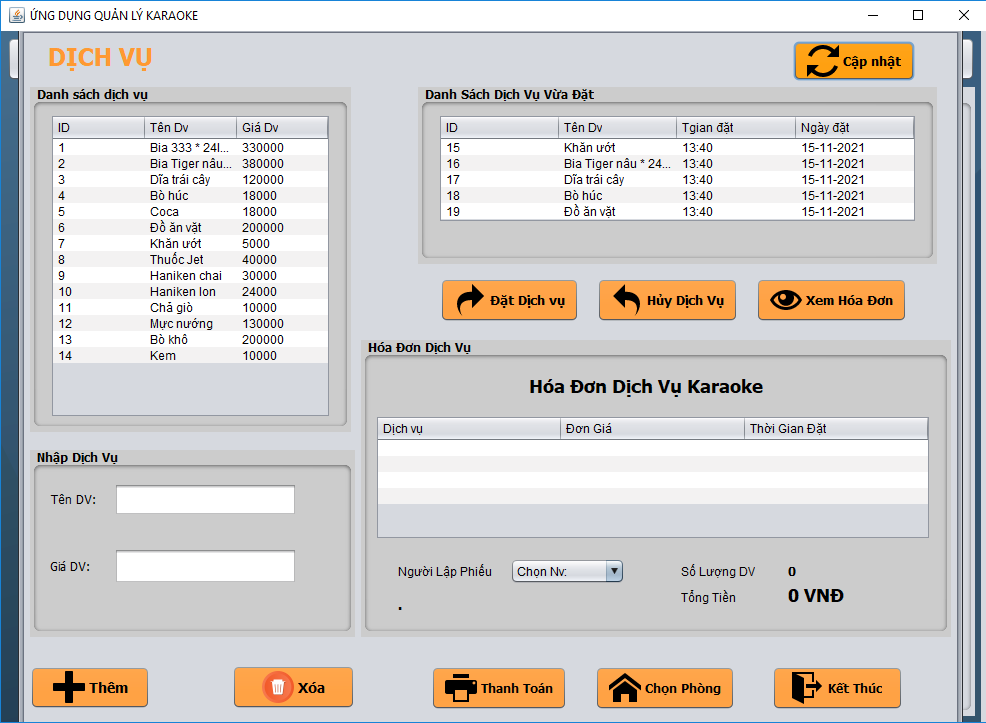 ỨNG DỤNG QUẢN LÝ KARAOKE
DỊCH VỤ
Cập nhật
Danh sách dịch vụ
ID Tên Dv Giá Dv
1 Bia 333 * 24l... 330000
2 Bia Tiger nâu... 380000
3 Dĩa trái cây 120000
4 Bò húc 18000
5 Coca 18000
6 Đồ ăn vặt 200000
7 Khăn ướt 5000
8 Thuốc Jet 40000
9 Haniken chai 30000
10 Haniken lon 24000
11 Chả giò 10000
12 Mực nướng 130000
13 Bò khô 200000
14 Kem 10000
Danh Sách Dịch Vụ Vừa Đặt
ID Tên Dv Tgian đặt Ngày đặt
15 Khăn ướt 13:40 15-11-2021
16 Bia Tiger nâu * 24... 13:40 15-11-2021
17 Dĩa trái cây 13:40 15-11-2021
18 Bò húc 13:40 15-11-2021
19 Đồ ăn vặt 13:40 15-11-2021
Đặt Dịch vụ
Hủy Dịch Vụ
Xem Hóa Đơn
Hóa Đơn Dịch Vụ
Hóa Đơn Dịch Vụ Karaoke
Dịch vụ Đơn Giá Thời Gian Đặt
Người Lập Phiếu Chọn Nv: Số Lượng DV 0
. Tổng Tiền 0 VNĐ
Nhập Dịch Vụ
Tên DV:
Giá DV:
Thêm
Xóa
Thanh Toán
Chọn Phòng
Kết Thúc